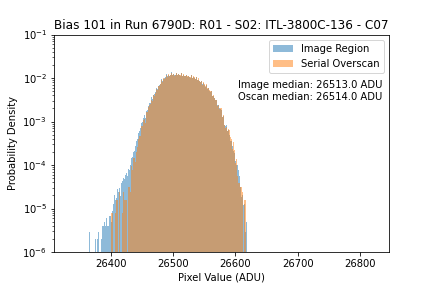 Bias 101 in Run 6790D: R01 - S02: ITL-3800C-136 - C07
Image Region
Serial Overscan
Image median: 26513.0 ADU
Oscan median: 26514.0 ADU
Probability Density
10⁻¹
10⁻²
10⁻³
10⁻⁴
10⁻⁵
10⁻⁶
26400 26500 26600 26700 26800
Pixel Value (ADU)